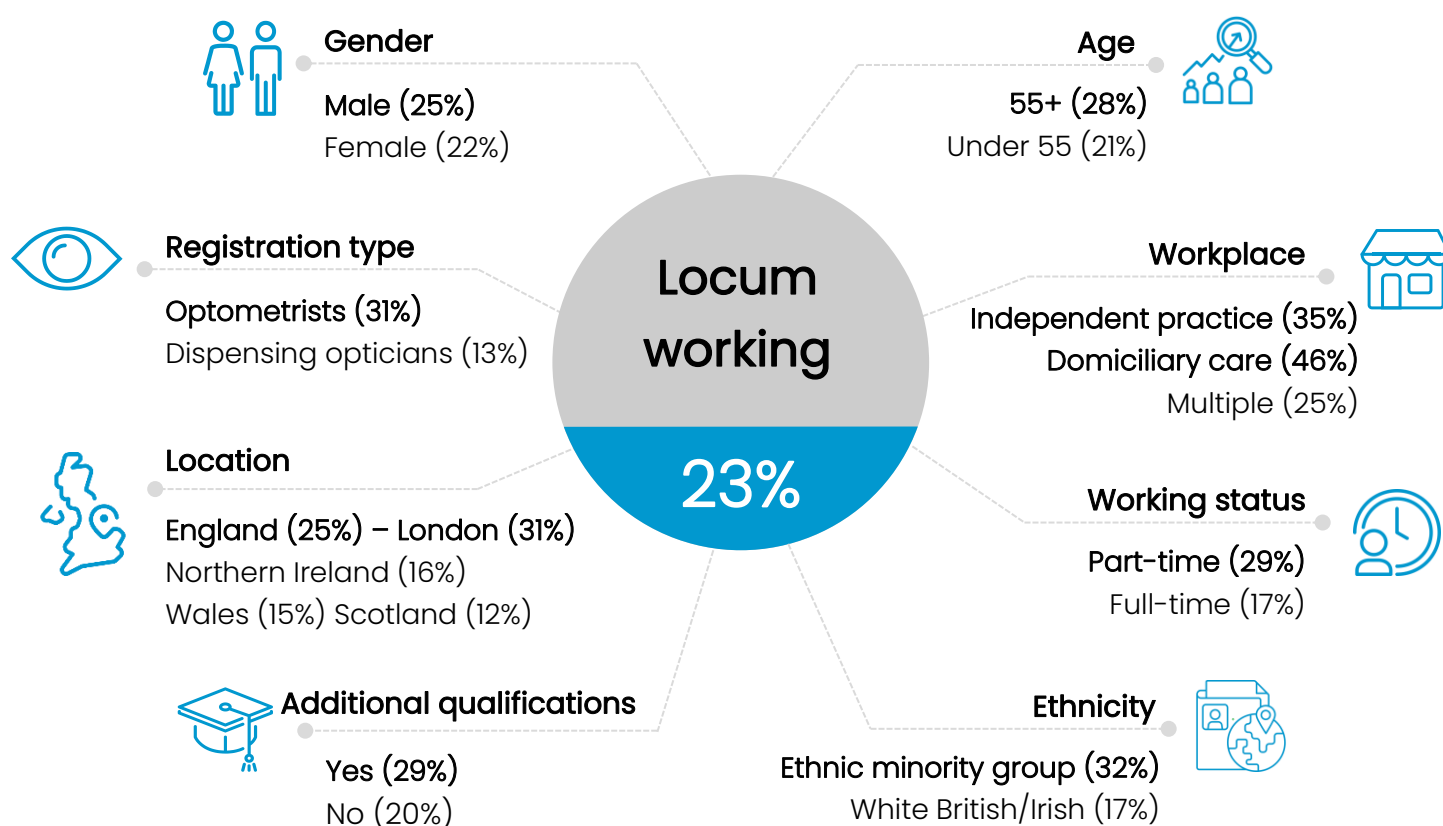 Gender
Male (25%)
Female (22%)
Age
55+ (28%)
Under 55 (21%)
Registration type
Optometrists (31%)
Dispensing opticians (13%)
Locum
working
23%
Workplace
Independent practice (35%)
Domiciliary care (46%)
Multiple (25%)
Location
England (25%) – London (31%)
Northern Ireland (16%)
Wales (15%) Scotland (12%)
Working status
Part-time (29%)
Full-time (17%)
Additional qualifications
Yes (29%)
No (20%)
Ethnicity
Ethnic minority group (32%)
White British/Irish (17%)